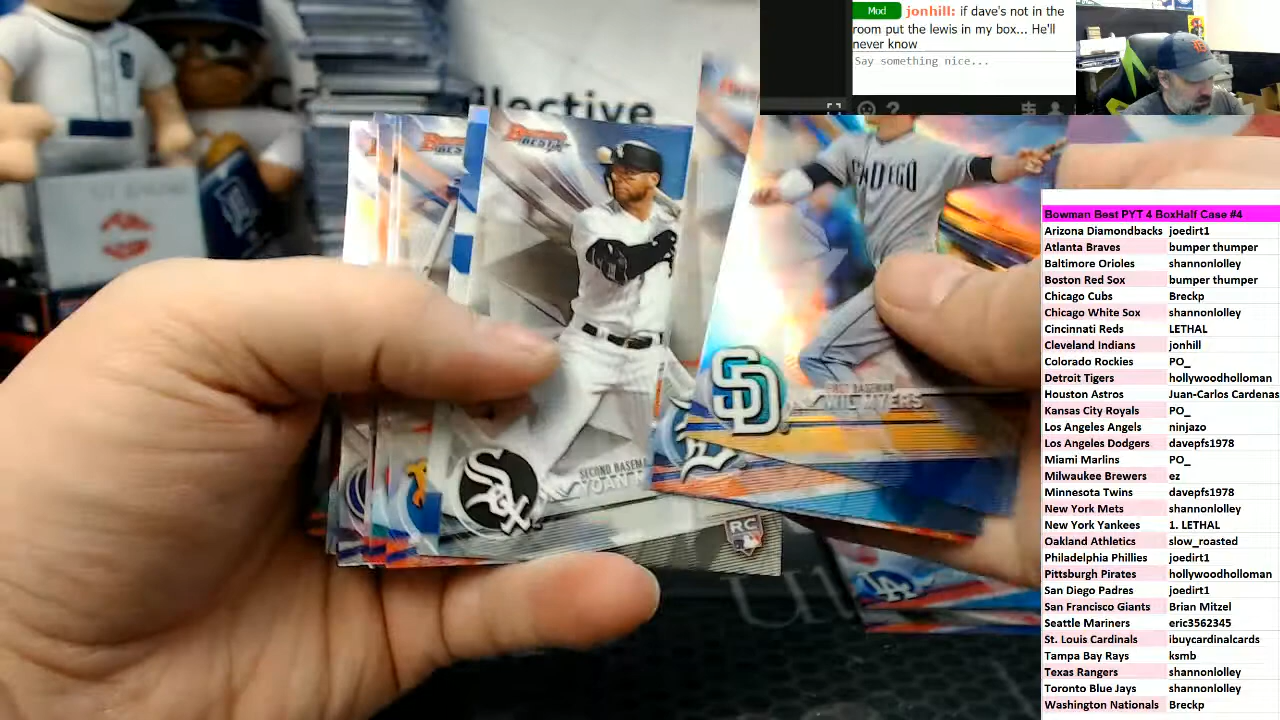 Mod jonhill: if dave's not in the
room put the lewis in my box... He'll
never know
Say something nice...
llective
Bowman
BEST
BEST
SAN DIEGO
SD
FIRST BASEMAN
WIL MYERS
SECOND BASEMA
YOAN
Sox
RC
LA
Bowman Best PYT 4 BoxHalf Case #4
Arizona Diamondbacks joedirt1
Atlanta Braves bumper thumper
Baltimore Orioles shannonlolley
Boston Red Sox bumper thumper
Chicago Cubs Breckp
Chicago White Sox shannonlolley
Cincinnati Reds LETHAL
Cleveland Indians jonhill
Colorado Rockies PO_
Detroit Tigers hollywoodholloman
Houston Astros Juan-Carlos Cardenas
Kansas City Royals PO_
Los Angeles Angels ninjazo
Los Angeles Dodgers davepfs1978
Miami Marlins PO_
Milwaukee Brewers ez
Minnesota Twins davepfs1978
New York Mets shannonlolley
New York Yankees 1. LETHAL
Oakland Athletics slow_roasted
Philadelphia Phillies joedirt1
Pittsburgh Pirates hollywoodholloman
San Diego Padres joedirt1
San Francisco Giants Brian Mitzel
Seattle Mariners eric3562345
St. Louis Cardinals ibuycardinalcards
Tampa Bay Rays ksmb
Texas Rangers shannonlolley
Toronto Blue Jays shannonlolley
Washington Nationals Breckp